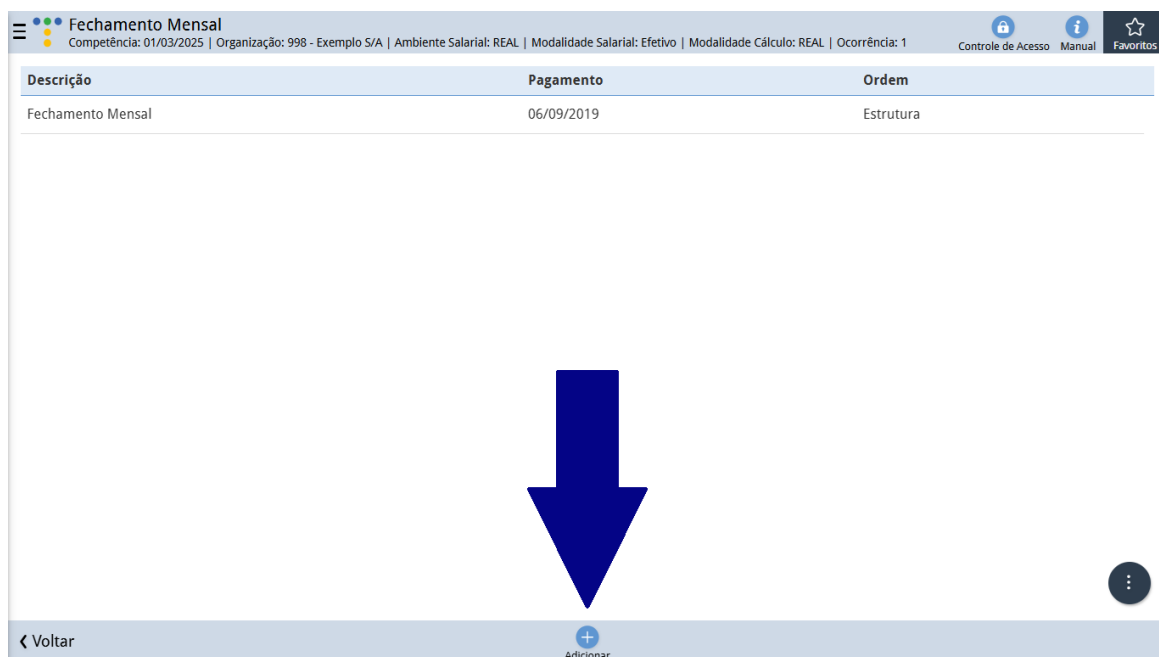 Fechamento Mensal
Competência: 01/03/2025 | Organização: 998 - Exemplo S/A | Ambiente Salarial: REAL | Modalidade Salarial: Efetivo | Modalidade Cálculo: REAL | Ocorrência: 1
Controle de Acesso Manual Favoritos
Descrição Pagamento Ordem
Fechamento Mensal 06/09/2019 Estrutura
Voltar
Adicionar